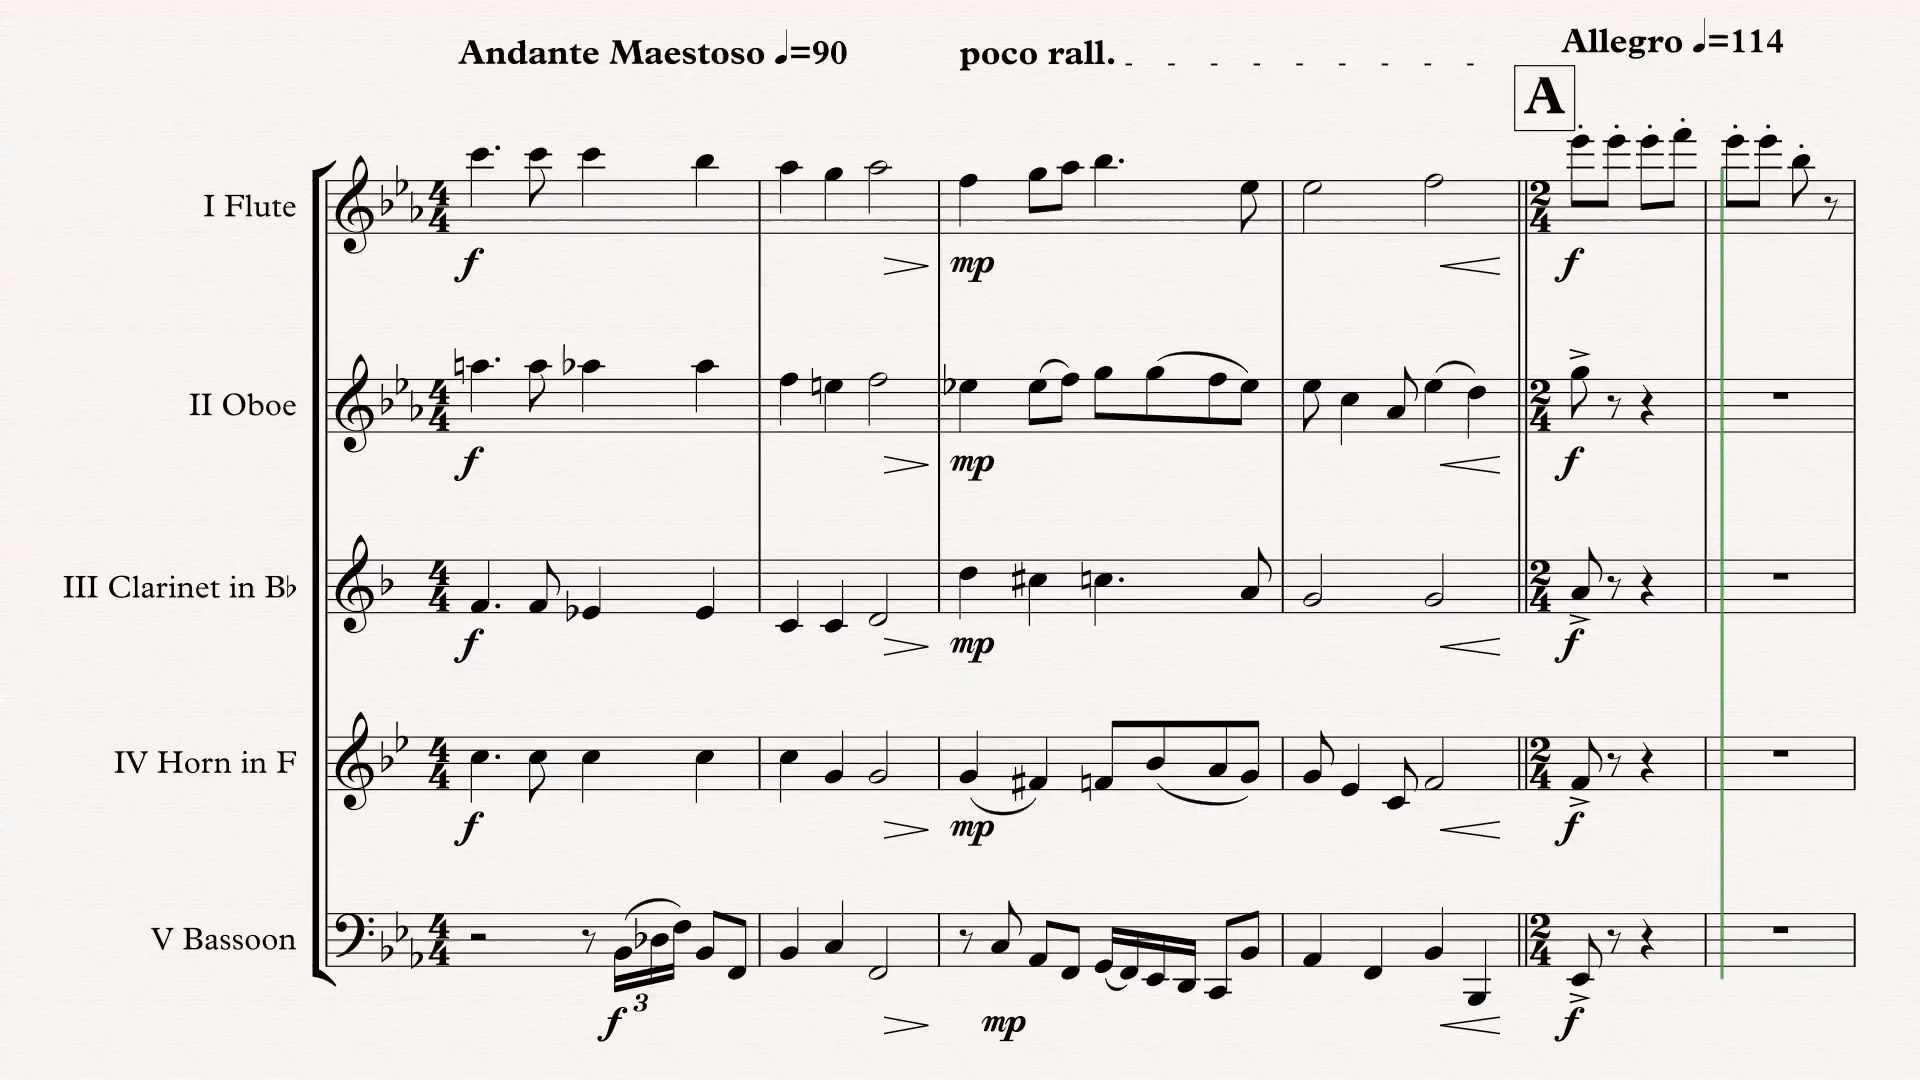 Andante Maestoso ♩=90 poco rall. Allegro ♩=114
A
I Flute
f mp f
II Oboe
f mp f
III Clarinet in B♭
f mp f
IV Horn in F
f mp f
V Bassoon
3
f mp f